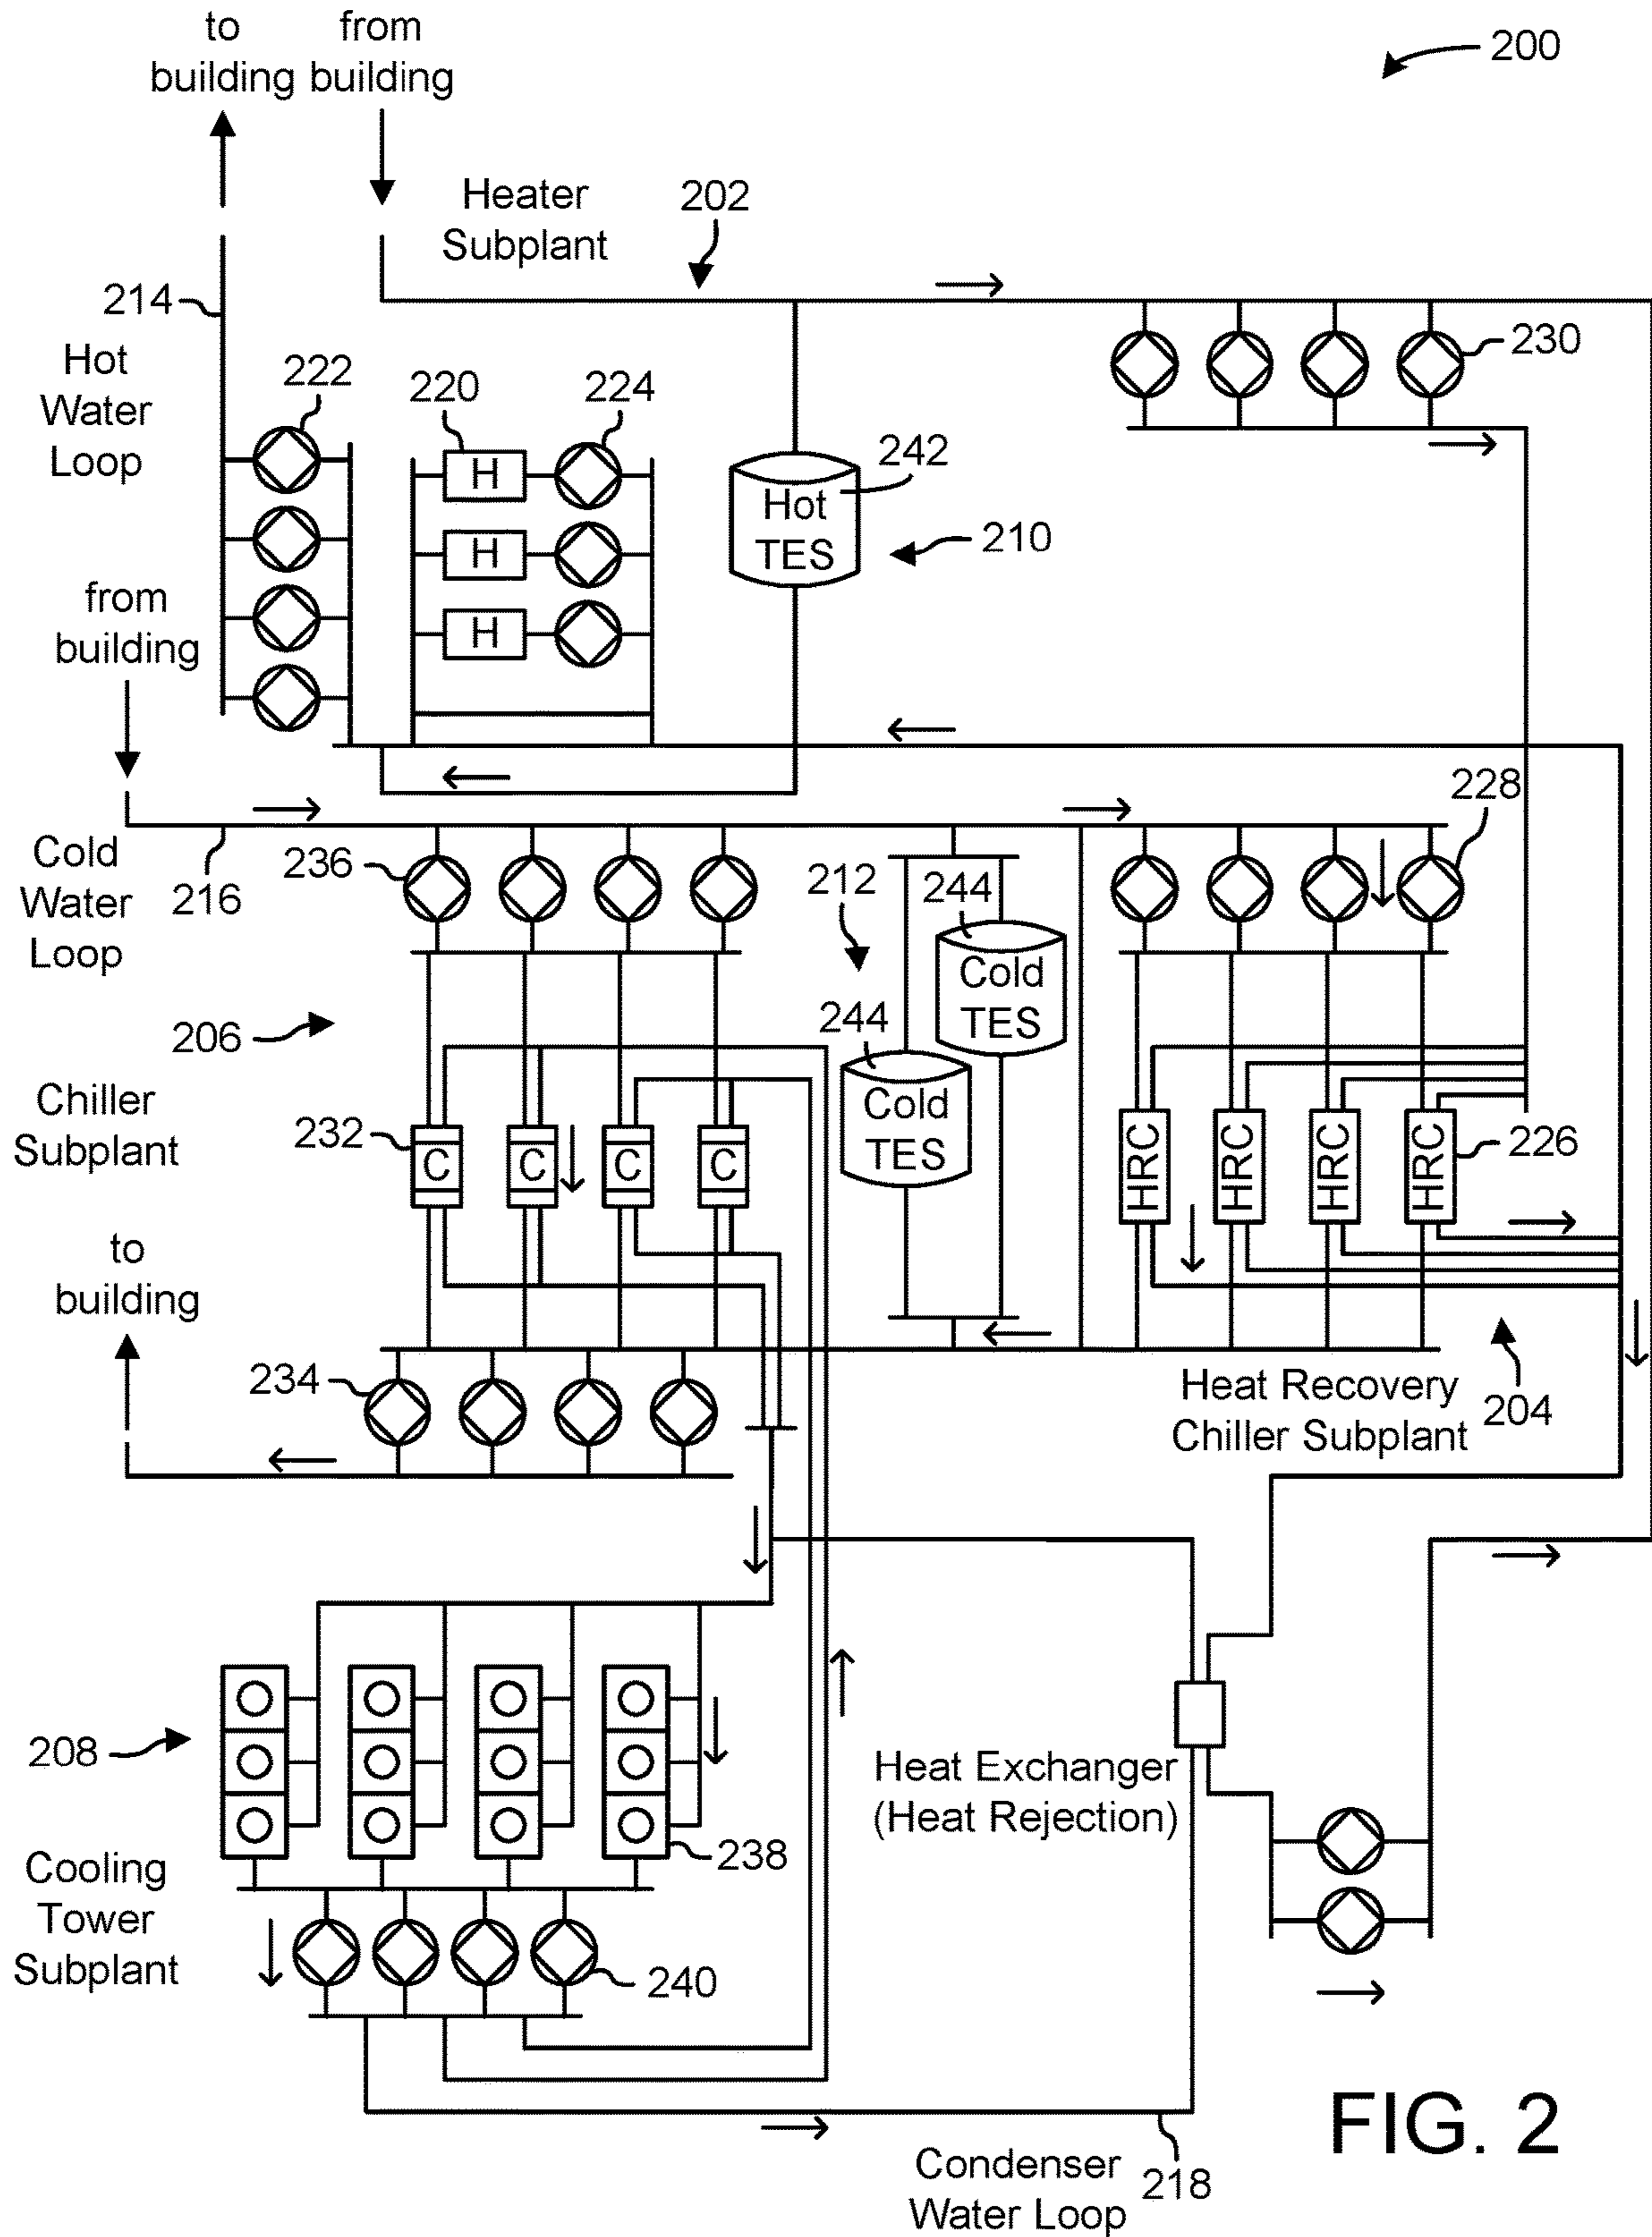 to
building
from
building
200
Heater
Subplant
202
214
Hot
Water
Loop
222
220
224
230
H
H
H
242
Hot
TES
210
from
building
228
Cold
Water
Loop
216
236
212
244
Cold
TES
244
Cold
TES
206
Chiller
Subplant
232
C
C
C
C
HRC
HRC
HRC
HRC
226
to
building
234
Heat Recovery
Chiller Subplant
204
208
Heat Exchanger
(Heat Rejection)
238
Cooling
Tower
Subplant
240
FIG. 2
Condenser
Water Loop
218